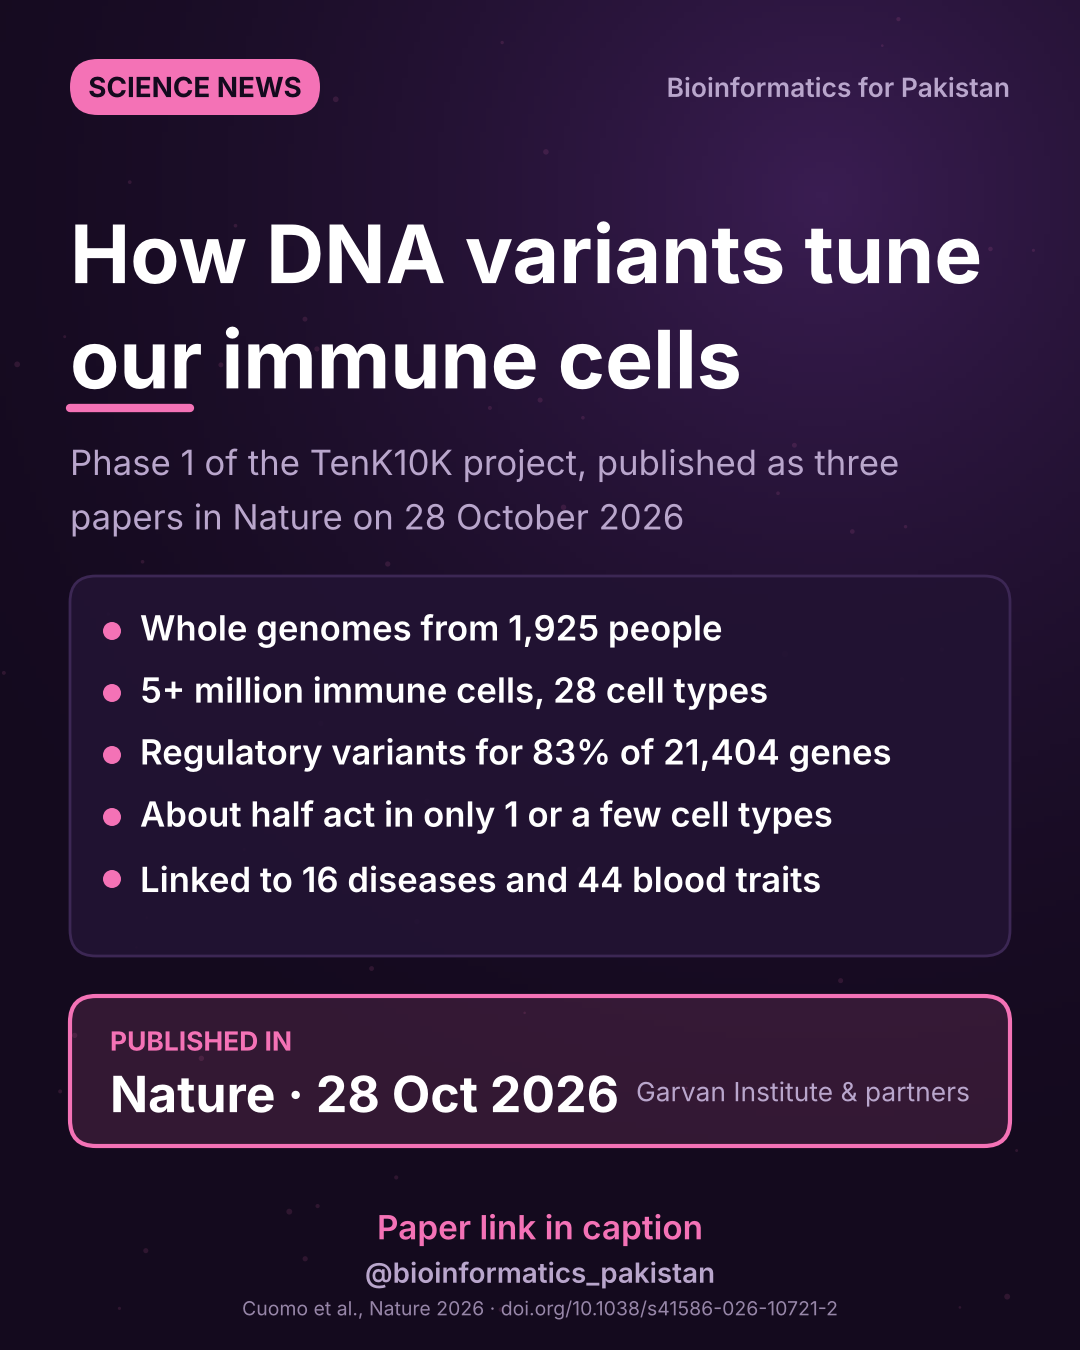 SCIENCE NEWS
Bioinformatics for Pakistan
How DNA variants tune
our immune cells
Phase 1 of the TenK10K project, published as three
papers in Nature on 28 October 2026
Whole genomes from 1,925 people
5+ million immune cells, 28 cell types
Regulatory variants for 83% of 21,404 genes
About half act in only 1 or a few cell types
Linked to 16 diseases and 44 blood traits
PUBLISHED IN
Nature · 28 Oct 2026 Garvan Institute & partners
Paper link in caption
@bioinformatics_pakistan
Cuomo et al., Nature 2026 · doi.org/10.1038/s41586-026-10721-2